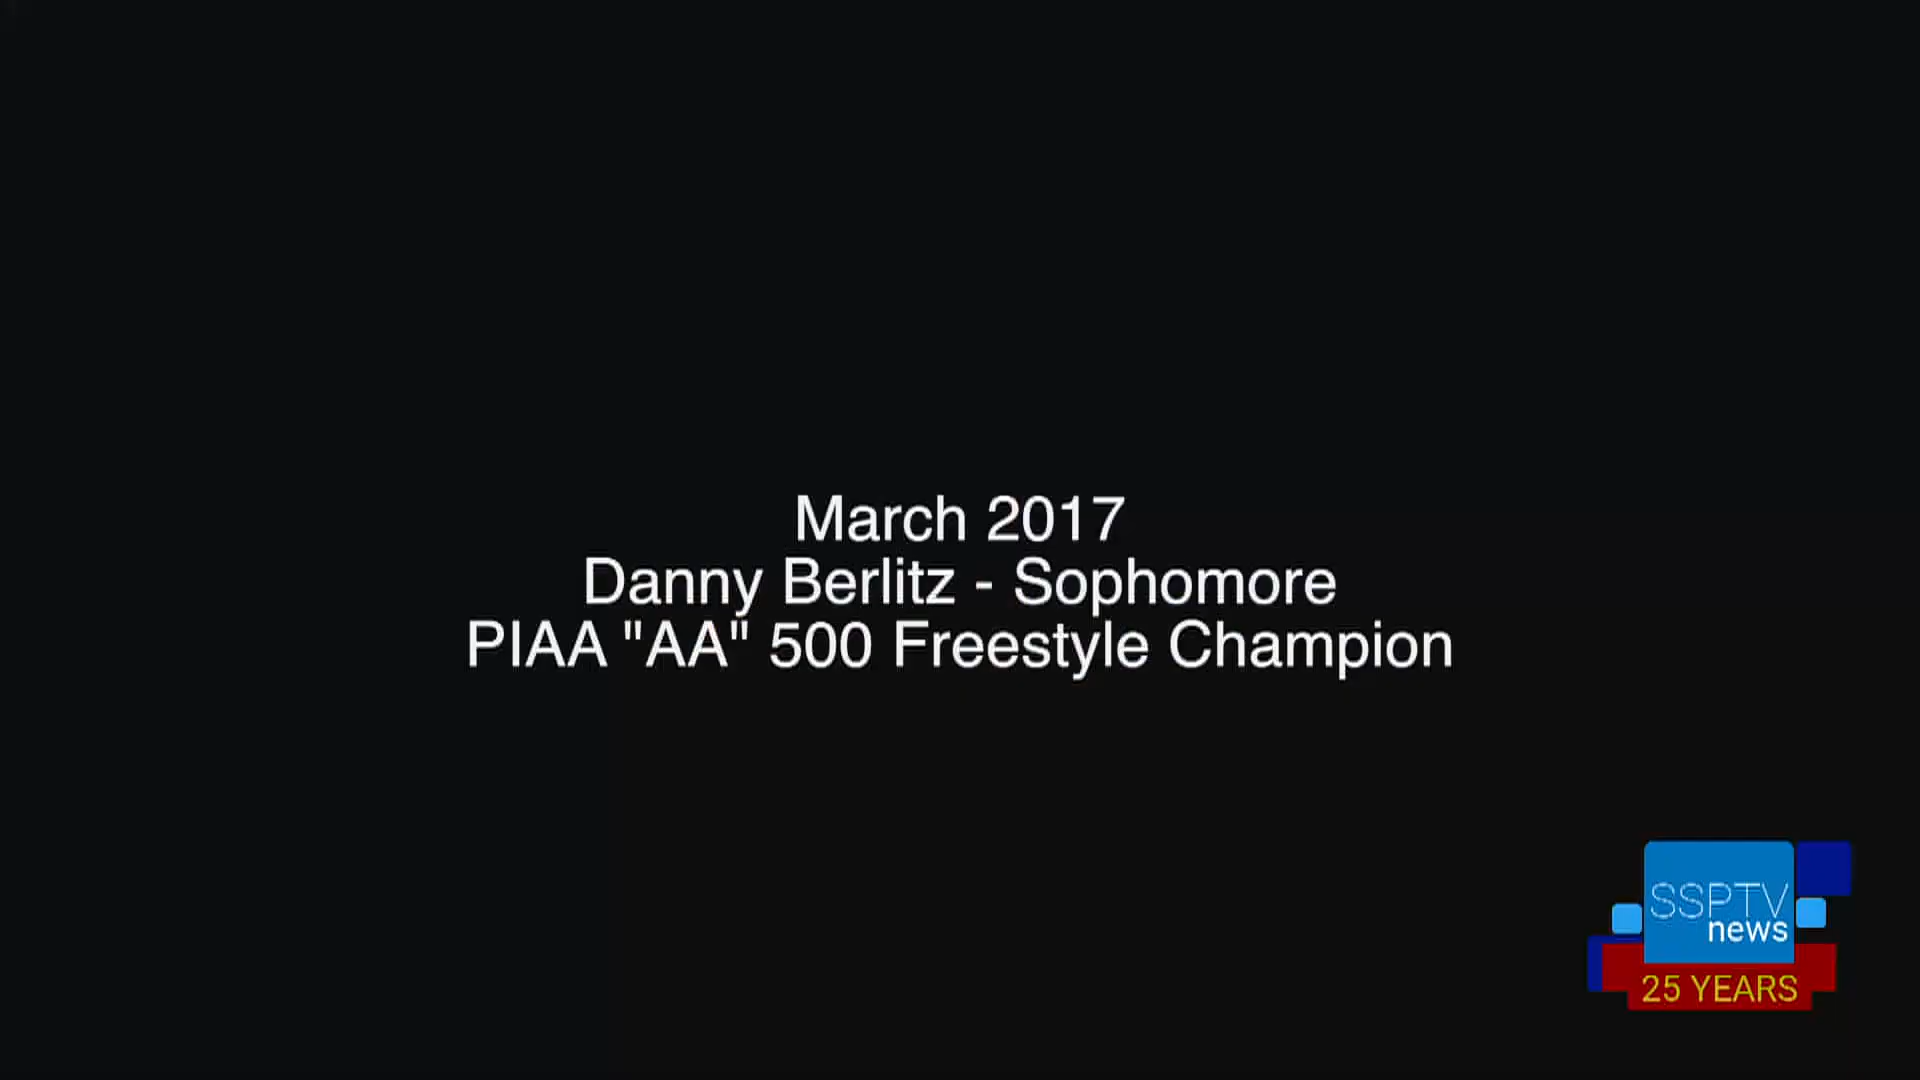 March 2017
Danny Berlitz - Sophomore
PIAA "AA" 500 Freestyle Champion
SSPTV
news
25 YEARS